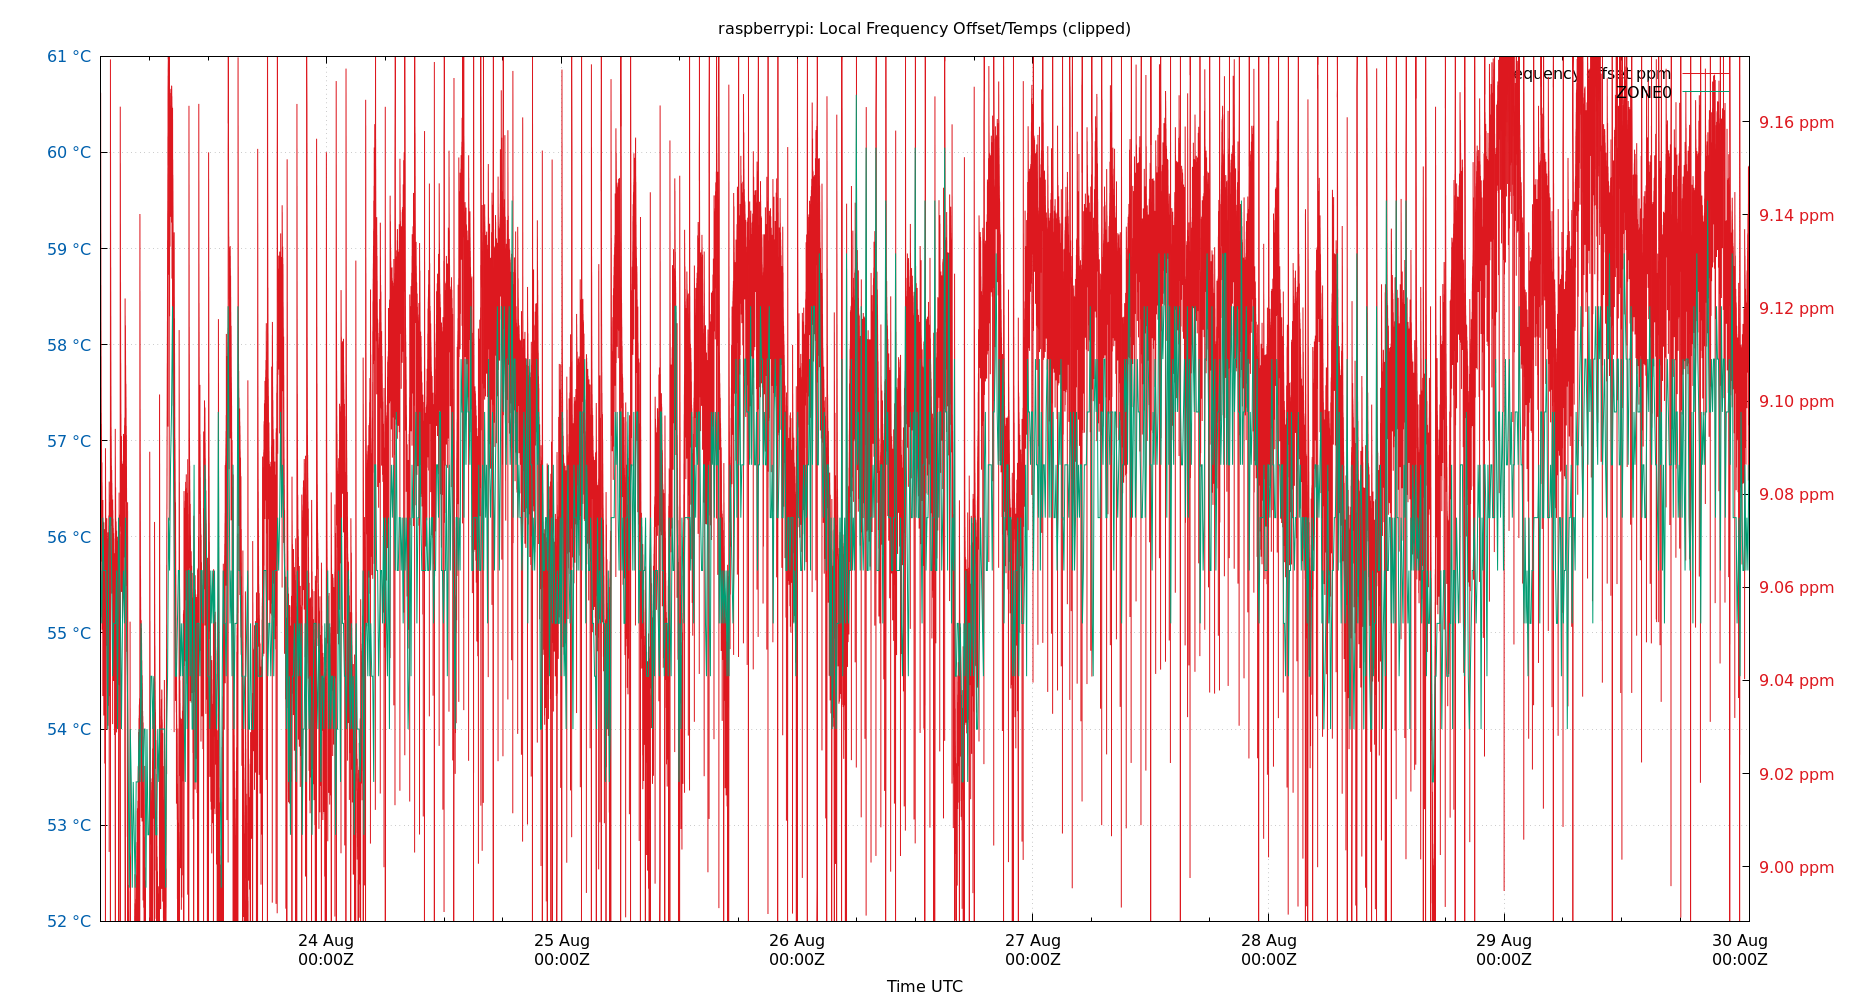 raspberrypi: Local Frequency Offset/Temps (clipped)
61 °C
60 °C
59 °C
58 °C
57 °C
56 °C
55 °C
54 °C
53 °C
52 °C
ppm
ZONE0
9.16 ppm
9.14 ppm
9.12 ppm
9.10 ppm
9.08 ppm
9.06 ppm
9.04 ppm
9.02 ppm
9.00 ppm
24 Aug
00:00Z
25 Aug
00:00Z
26 Aug
00:00Z
27 Aug
00:00Z
28 Aug
00:00Z
29 Aug
00:00Z
30 Aug
00:00Z
Time UTC